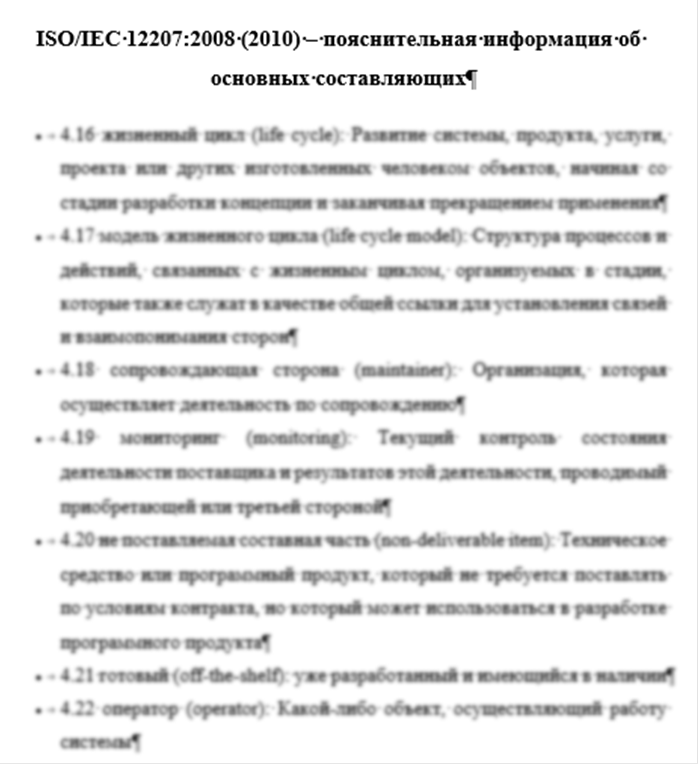 ISO/IEC·12207:2008·(2010)·–·пояснительная·информация·об·
основных·составляющих¶
4.16 жизненный цикл (life cycle): Развитие системы, продукта, услуги,
проекта или других изготовленных человеком объектов, начиная со
стадии разработки концепции и заканчивая прекращением применения¶
4.17 модель жизненного цикла (life cycle model): Структура процессов и
действий, связанных с жизненным циклом, организуемых в стадии,
которые также служат в качестве общей ссылки для установления связей
и взаимопонимания сторон¶
4.18 сопровождающая сторона (maintainer): Организация, которая
осуществляет деятельность по сопровождению¶
4.19 мониторинг (monitoring): Текущий контроль состояния
деятельности поставщика и результатов этой деятельности, проводимый
приобретающей или третьей стороной¶
4.20 не поставляемая составная часть (non-deliverable item): Техническое
средство или программный продукт, который не требуется поставлять
по условиям контракта, но который может использоваться в разработке
программного продукта¶
4.21 готовый (off-the-shelf): уже разработанный и имеющийся в наличии¶
4.22 оператор (operator): Какой-либо объект, осуществляющий работу
системы¶